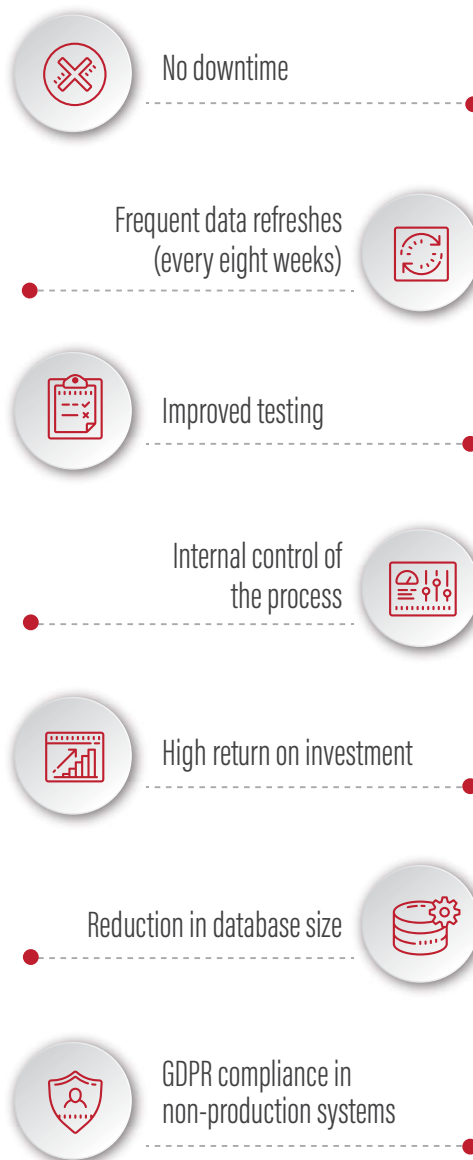 No downtime
Frequent data refreshes
(every eight weeks)
Improved testing
Internal control of
the process
High return on investment
Reduction in database size
GDPR compliance in
non-production systems